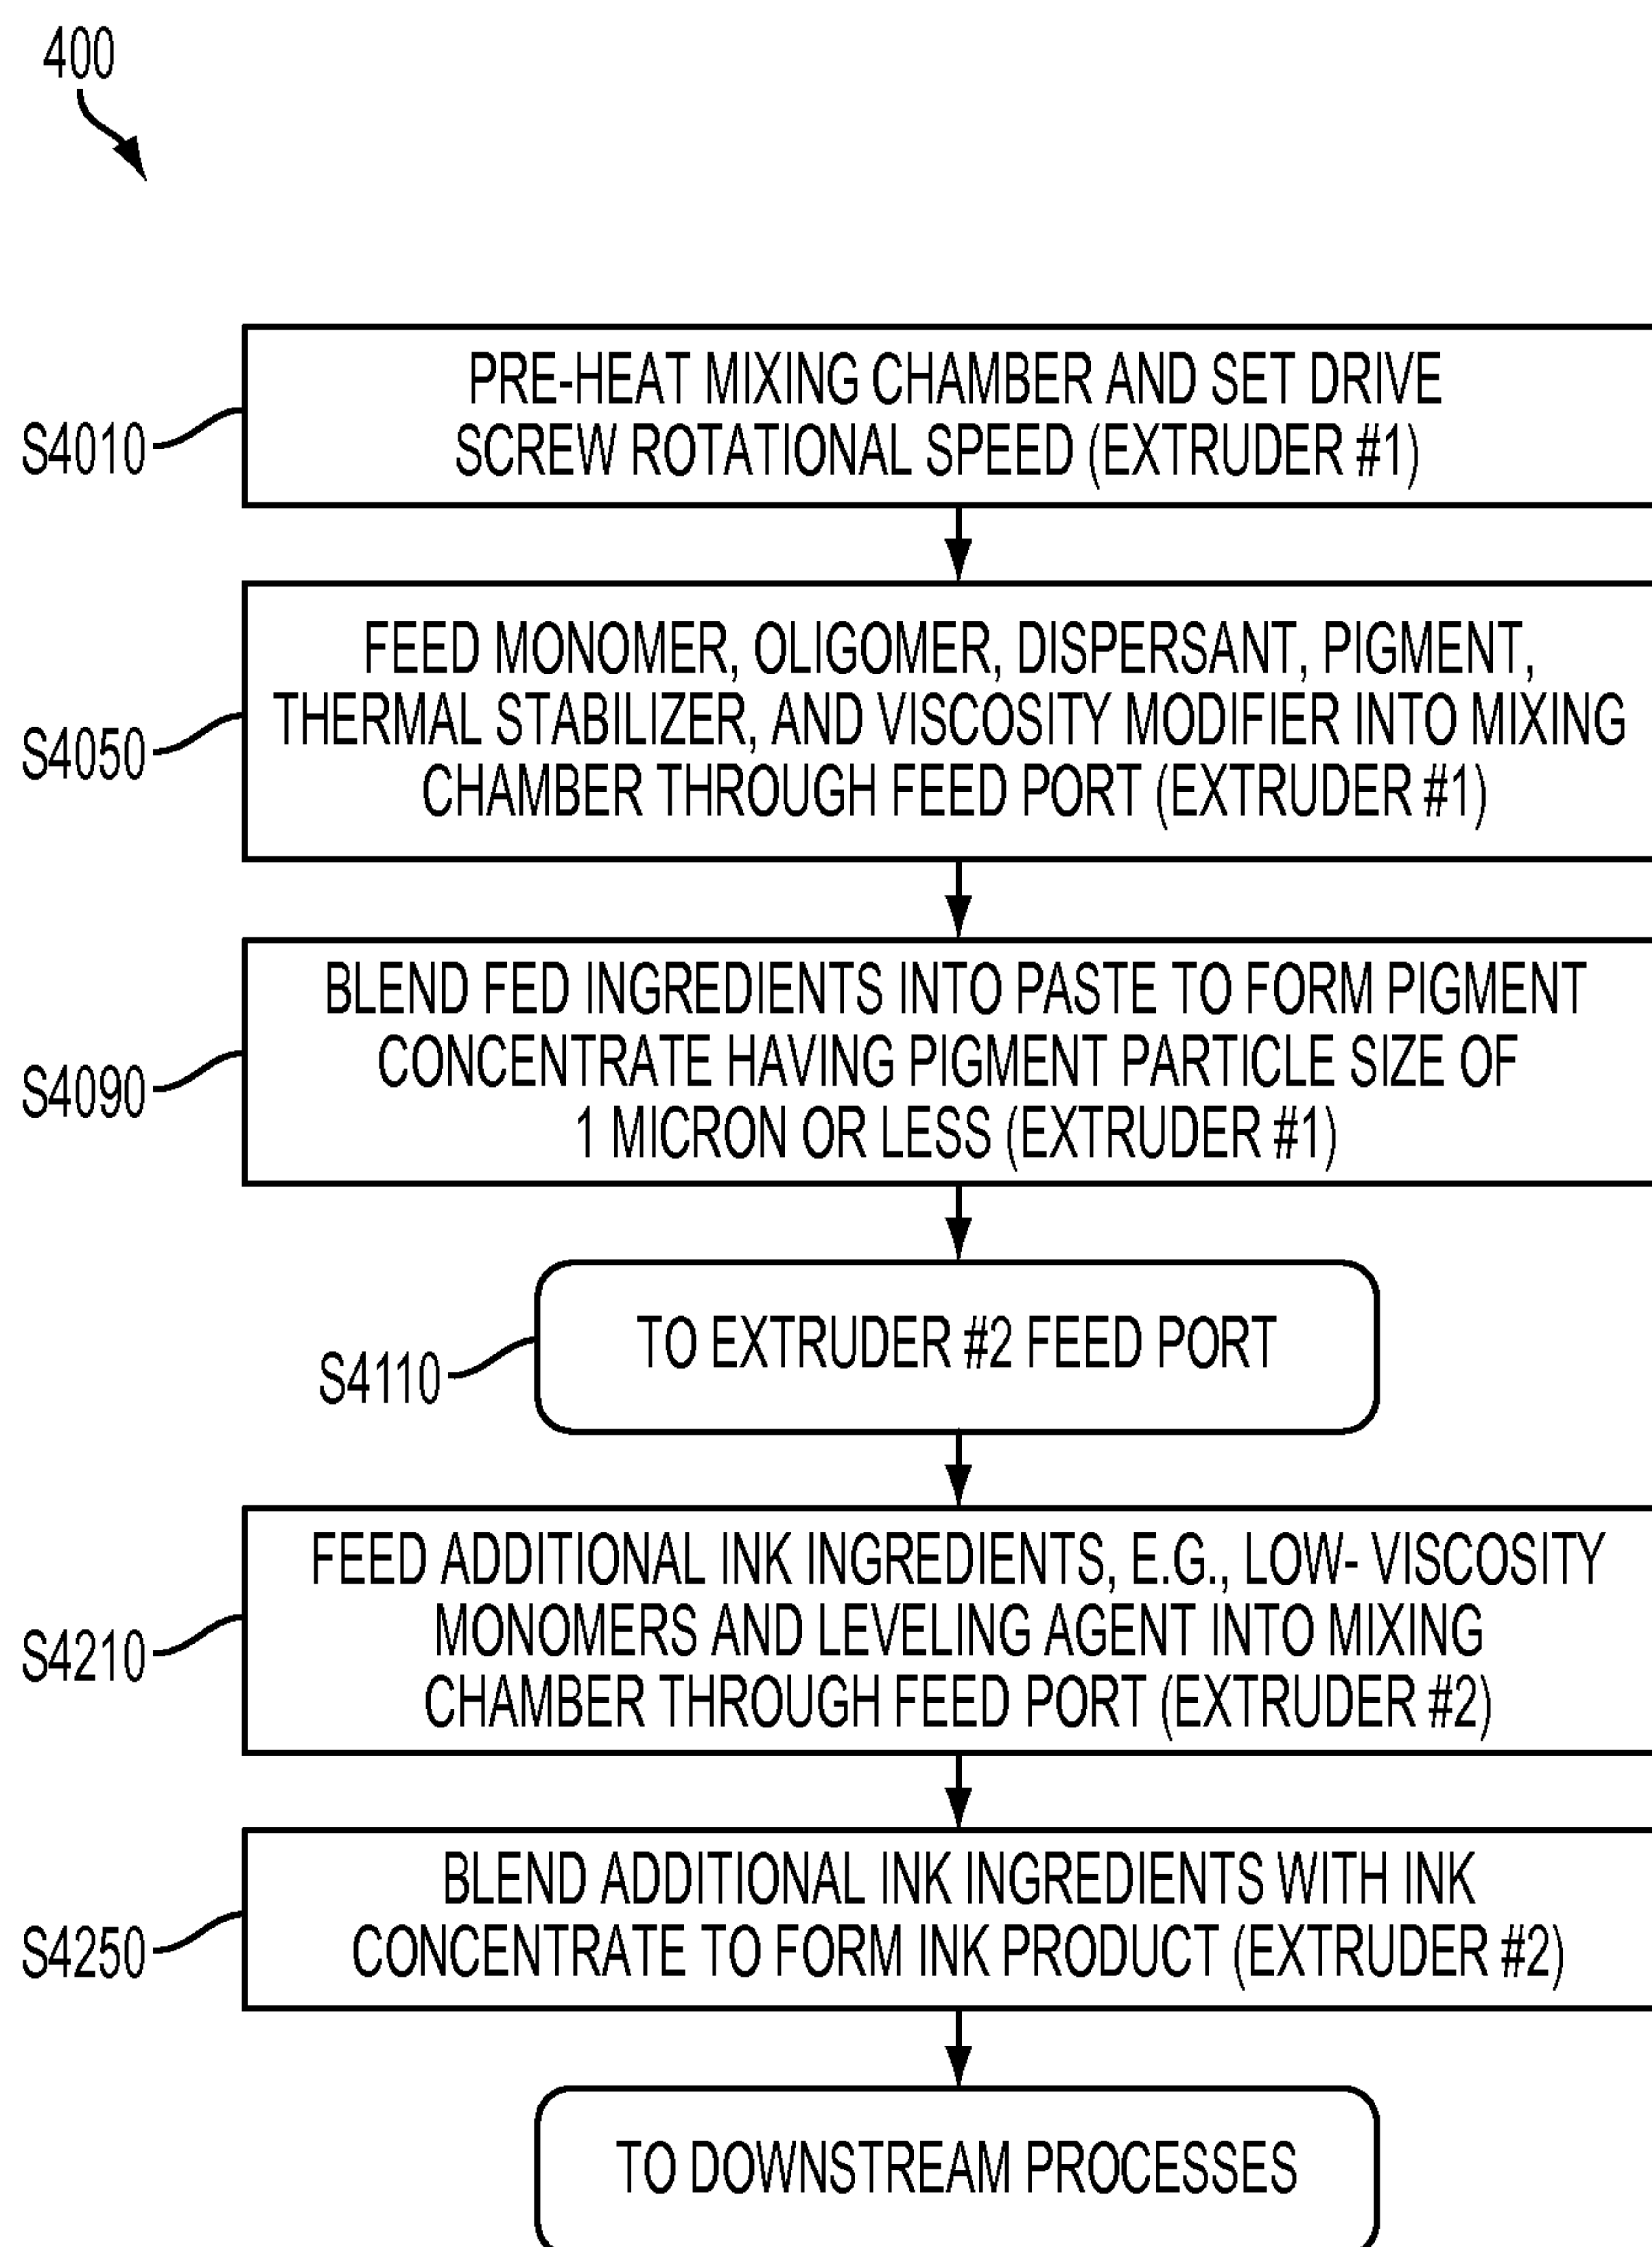 400
S4010
PRE-HEAT MIXING CHAMBER AND SET DRIVE
SCREW ROTATIONAL SPEED (EXTRUDER #1)
S4050
FEED MONOMER, OLIGOMER, DISPERSANT, PIGMENT,
THERMAL STABILIZER, AND VISCOSITY MODIFIER INTO MIXING
CHAMBER THROUGH FEED PORT (EXTRUDER #1)
S4090
BLEND FED INGREDIENTS INTO PASTE TO FORM PIGMENT
CONCENTRATE HAVING PIGMENT PARTICLE SIZE OF
1 MICRON OR LESS (EXTRUDER #1)
S4110
TO EXTRUDER #2 FEED PORT
S4210
FEED ADDITIONAL INK INGREDIENTS, E.G., LOW- VISCOSITY
MONOMERS AND LEVELING AGENT INTO MIXING
CHAMBER THROUGH FEED PORT (EXTRUDER #2)
S4250
BLEND ADDITIONAL INK INGREDIENTS WITH INK
CONCENTRATE TO FORM INK PRODUCT (EXTRUDER #2)
TO DOWNSTREAM PROCESSES